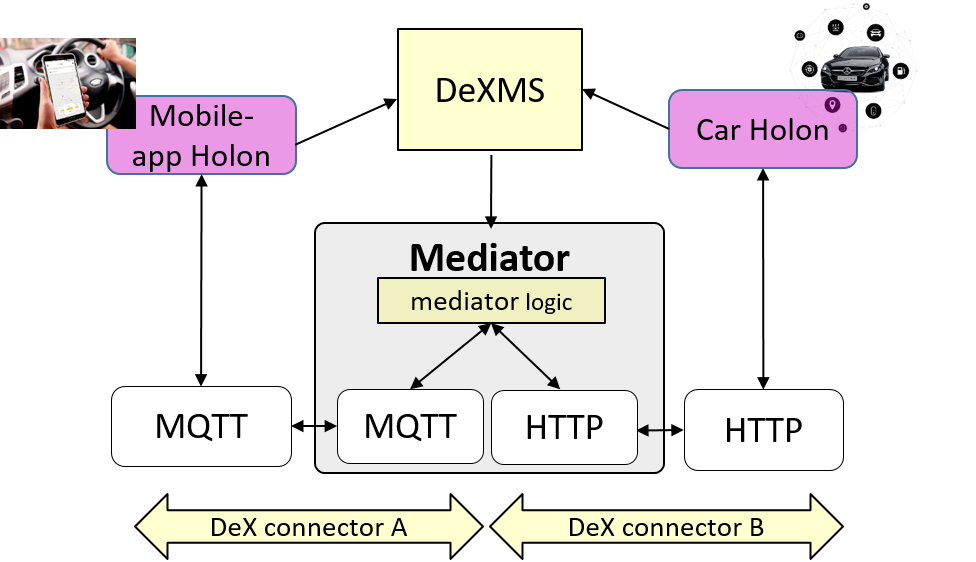 DeXMS
Mobile-
app Holon
Car Holon
Mediator
mediator logic
MQTT
MQTT
HTTP
HTTP
DeX connector A
DeX connector B